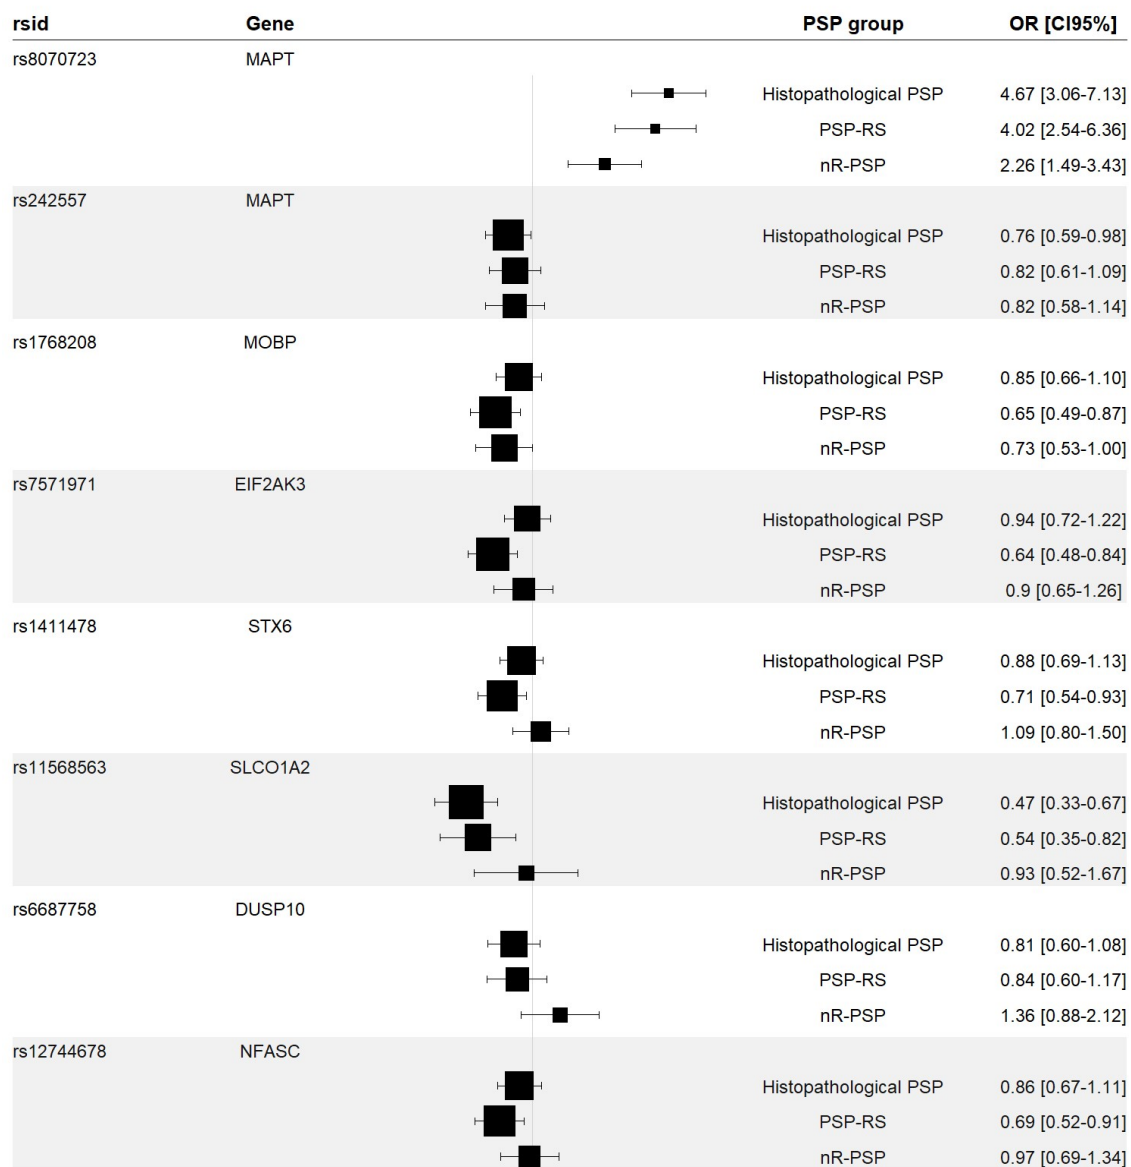 rsid Gene PSP group OR [CI95%]
rs8070723 MAPT
Histopathological PSP 4.67 [3.06-7.13]
PSP-RS 4.02 [2.54-6.36]
nR-PSP 2.26 [1.49-3.43]
rs242557 MAPT
Histopathological PSP 0.76 [0.59-0.98]
PSP-RS 0.82 [0.61-1.09]
nR-PSP 0.82 [0.58-1.14]
rs1768208 MOBP
Histopathological PSP 0.85 [0.66-1.10]
PSP-RS 0.65 [0.49-0.87]
nR-PSP 0.73 [0.53-1.00]
rs7571971 EIF2AK3
Histopathological PSP 0.94 [0.72-1.22]
PSP-RS 0.64 [0.48-0.84]
nR-PSP 0.9 [0.65-1.26]
rs1411478 STX6
Histopathological PSP 0.88 [0.69-1.13]
PSP-RS 0.71 [0.54-0.93]
nR-PSP 1.09 [0.80-1.50]
rs11568563 SLCO1A2
Histopathological PSP 0.47 [0.33-0.67]
PSP-RS 0.54 [0.35-0.82]
nR-PSP 0.93 [0.52-1.67]
rs6687758 DUSP10
Histopathological PSP 0.81 [0.60-1.08]
PSP-RS 0.84 [0.60-1.17]
nR-PSP 1.36 [0.88-2.12]
rs12744678 NFASC
Histopathological PSP 0.86 [0.67-1.11]
PSP-RS 0.69 [0.52-0.91]
nR-PSP 0.97 [0.69-1.34]